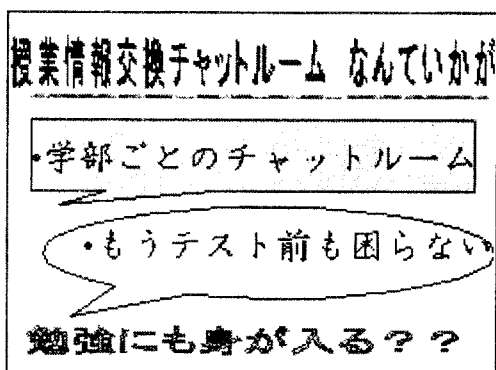 授業情報交換チャットルーム なんていかが
・学部ごとのチャットルーム
・もうテスト前も困らない
勉強にも身が入る??